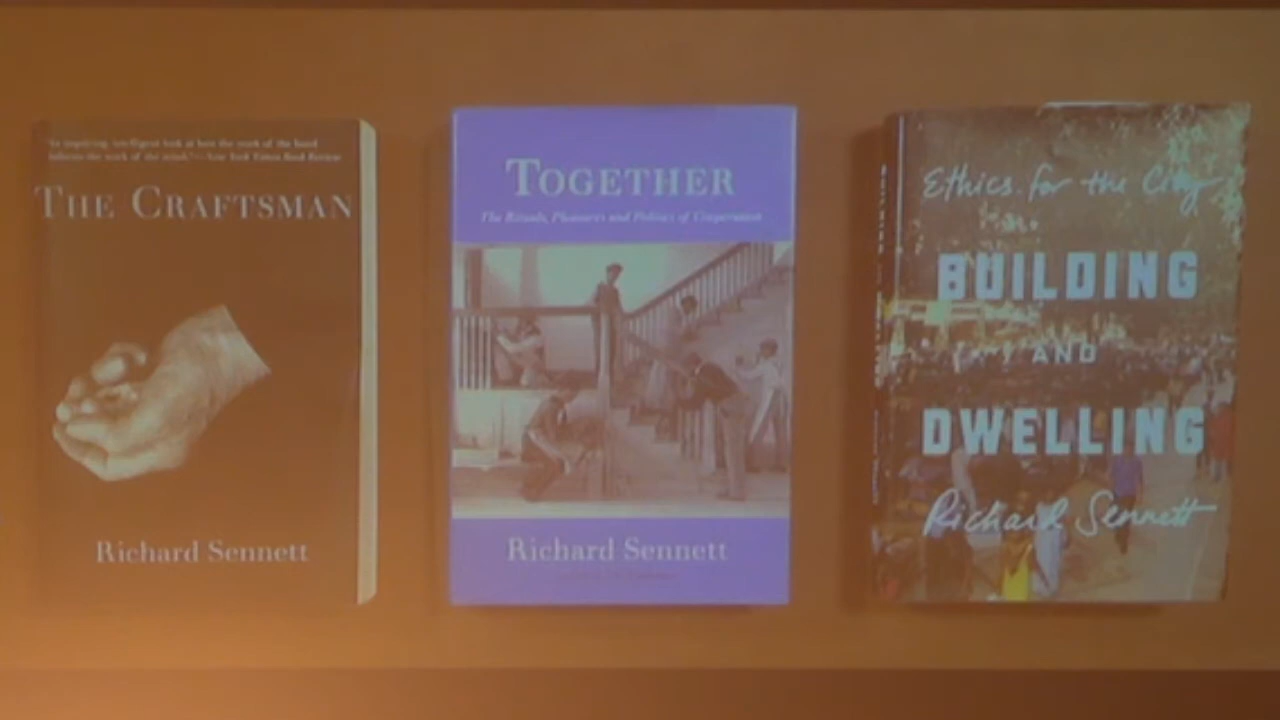 "An inquiring, intelligent look at how the work of the hand
informs the work of the mind."—New York Times Book Review
THE CRAFTSMAN
Richard Sennett
TOGETHER
The Rituals, Pleasures and Politics of Cooperation
Richard Sennett
Ethics for the City
BUILDING
AND
DWELLING
Richard Sennett